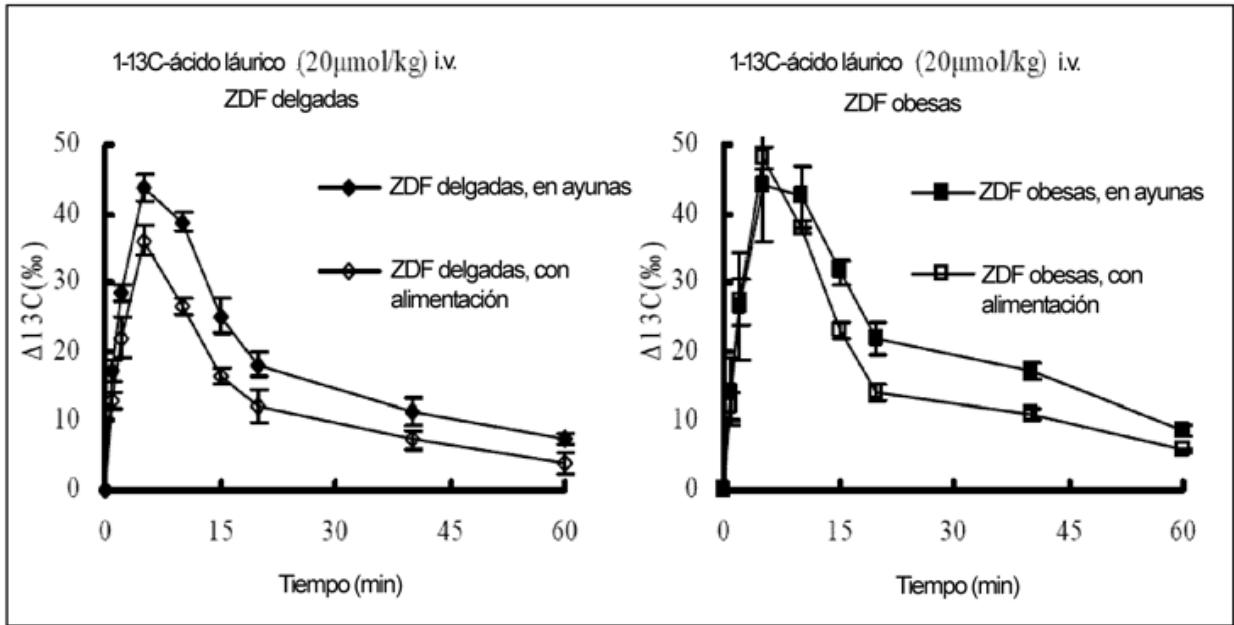 1-13C-ácido láurico (20μmol/kg) i.v.
ZDF delgadas
50
40
30
20
10
0
Δ13C(‰)
ZDF delgadas, en ayunas
ZDF delgadas, con
alimentación
0 15 30 45 60
Tiempo (min)
1-13C-ácido láurico (20μmol/kg) i.v.
ZDF obesas
50
40
30
20
10
0
Δ13C(‰)
ZDF obesas, en ayunas
ZDF obesas, con
alimentación
0 15 30 45 60
Tiempo (min)